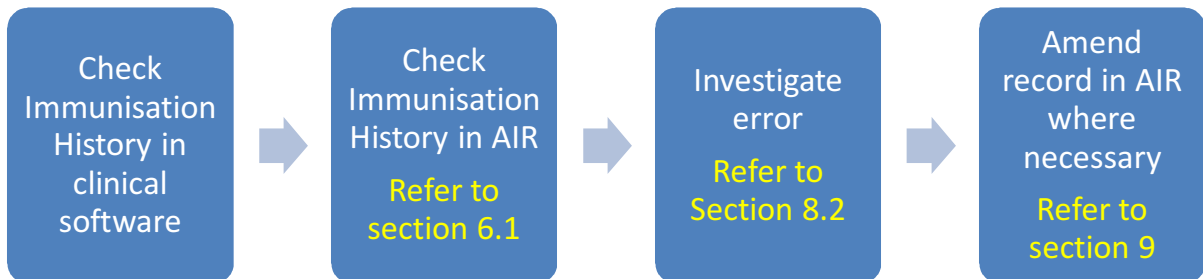 Check
Immunisation
History in
clinical
software
Check
Immunisation
History in AIR
Refer to
section 6.1
Investigate
error
Refer to
Section 8.2
Amend
record in AIR
where
necessary
Refer to
section 9